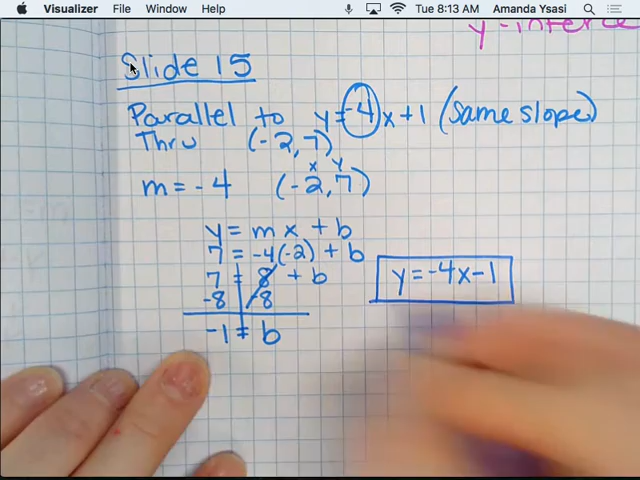 Visualizer File Window Help Tue 8:13 AM Amanda Ysasi
Slide 15
Parallel to y=-4x+1 (same slope)
Thru (-2,7)
x y
m = -4 (-2,7)
y = mx + b
7 = -4(-2) + b
7 = 8 + b
-8 -8
-1 = b
y=-4x-1